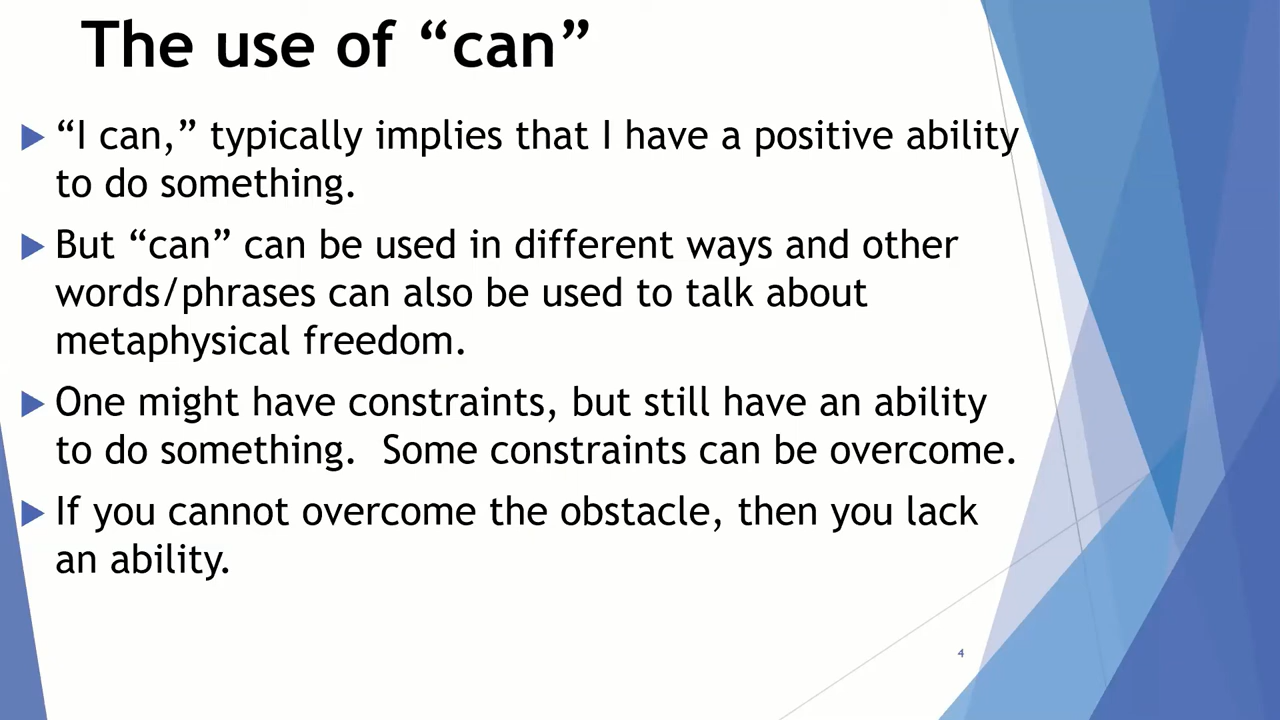 The use of “can”
“I can,” typically implies that I have a positive ability
to do something.
But “can” can be used in different ways and other
words/phrases can also be used to talk about
metaphysical freedom.
One might have constraints, but still have an ability
to do something.  Some constraints can be overcome.
If you cannot overcome the obstacle, then you lack
an ability.
4